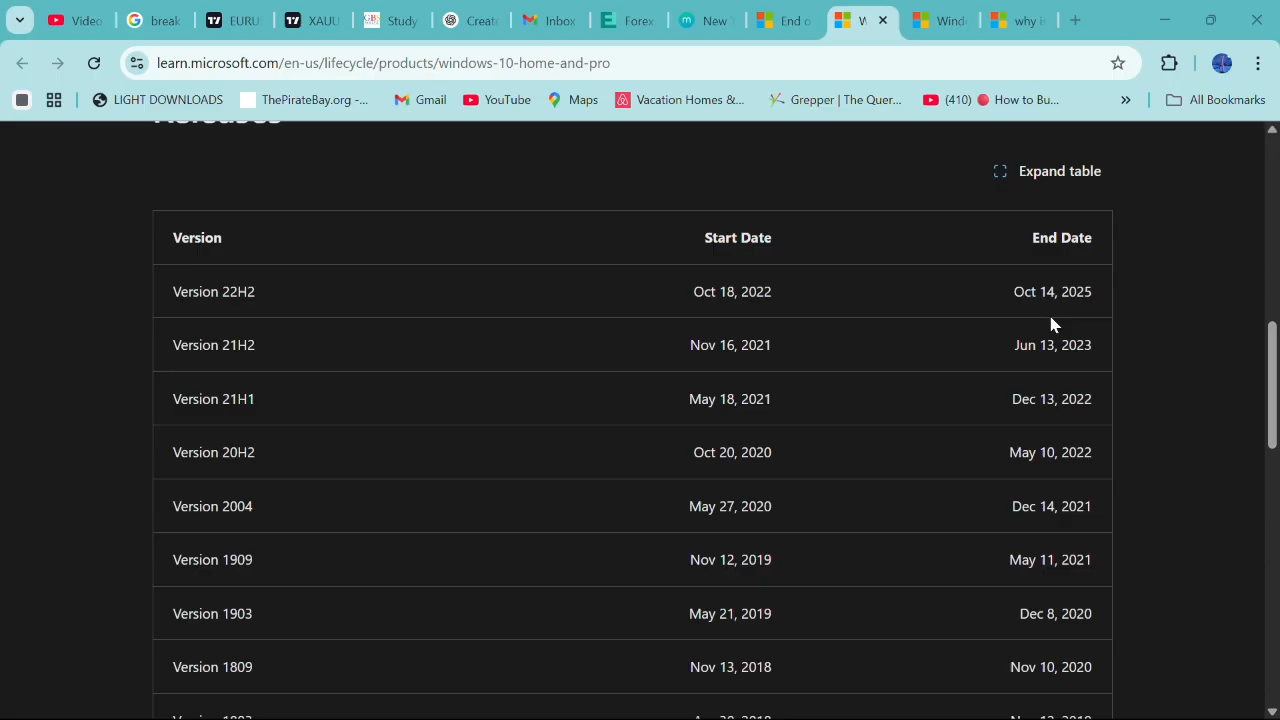 Video
break
EURU
XAUU
Study
Create
Inbox
Forex
New
End o
Wind
why i
learn.microsoft.com/en-us/lifecycle/products/windows-10-home-and-pro
LIGHT DOWNLOADS
ThePirateBay.org -...
Gmail
YouTube
Maps
Vacation Homes &...
Grepper | The Quer...
(410) 🔴 How to Bu...
»
All Bookmarks
Releases
Expand table
Version Start Date End Date
Version 22H2 Oct 18, 2022 Oct 14, 2025
Version 21H2 Nov 16, 2021 Jun 13, 2023
Version 21H1 May 18, 2021 Dec 13, 2022
Version 20H2 Oct 20, 2020 May 10, 2022
Version 2004 May 27, 2020 Dec 14, 2021
Version 1909 Nov 12, 2019 May 11, 2021
Version 1903 May 21, 2019 Dec 8, 2020
Version 1809 Nov 13, 2018 Nov 10, 2020